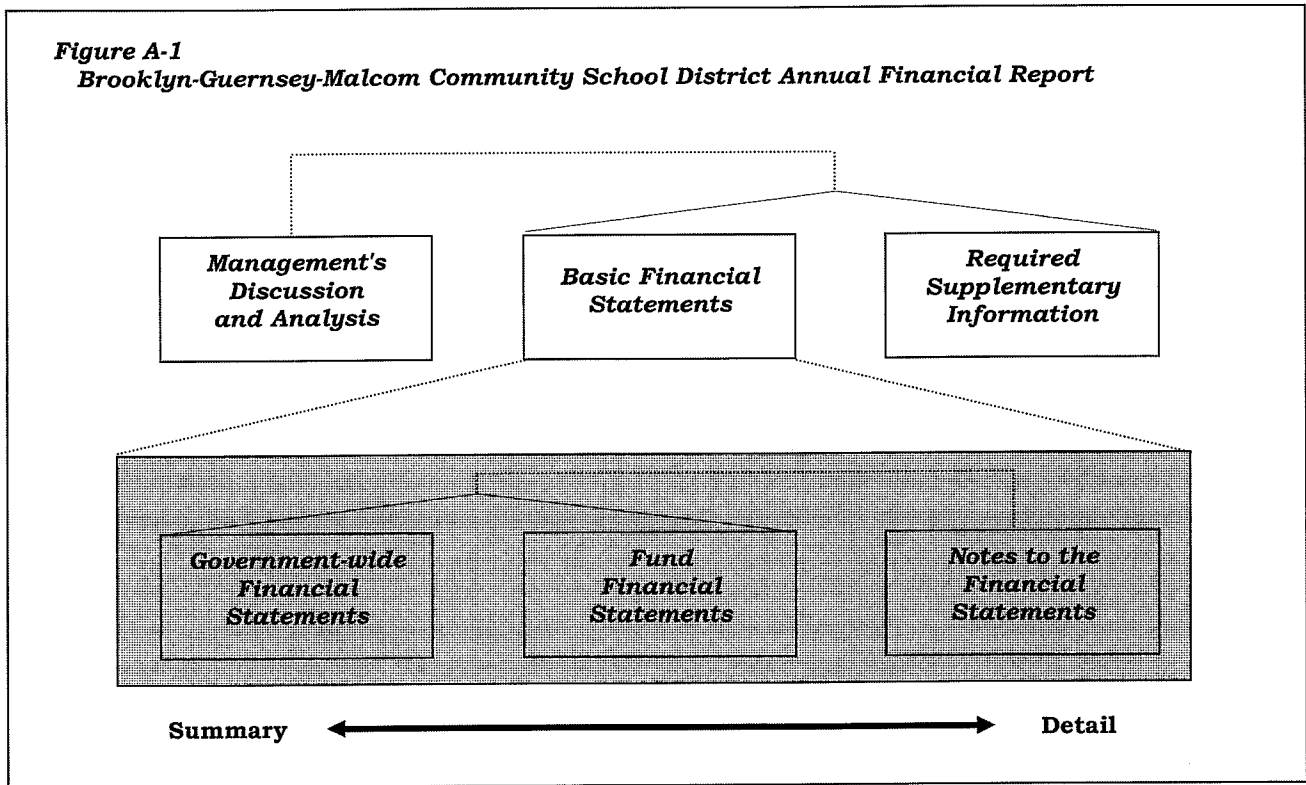 Figure A-1
Brooklyn-Guernsey-Malcom Community School District Annual Financial Report
Management's
Discussion
and Analysis
Basic Financial
Statements
Required
Supplementary
Information
Government-wide
Financial
Statements
Fund
Financial
Statements
Notes to the
Financial
Statements
Summary
Detail